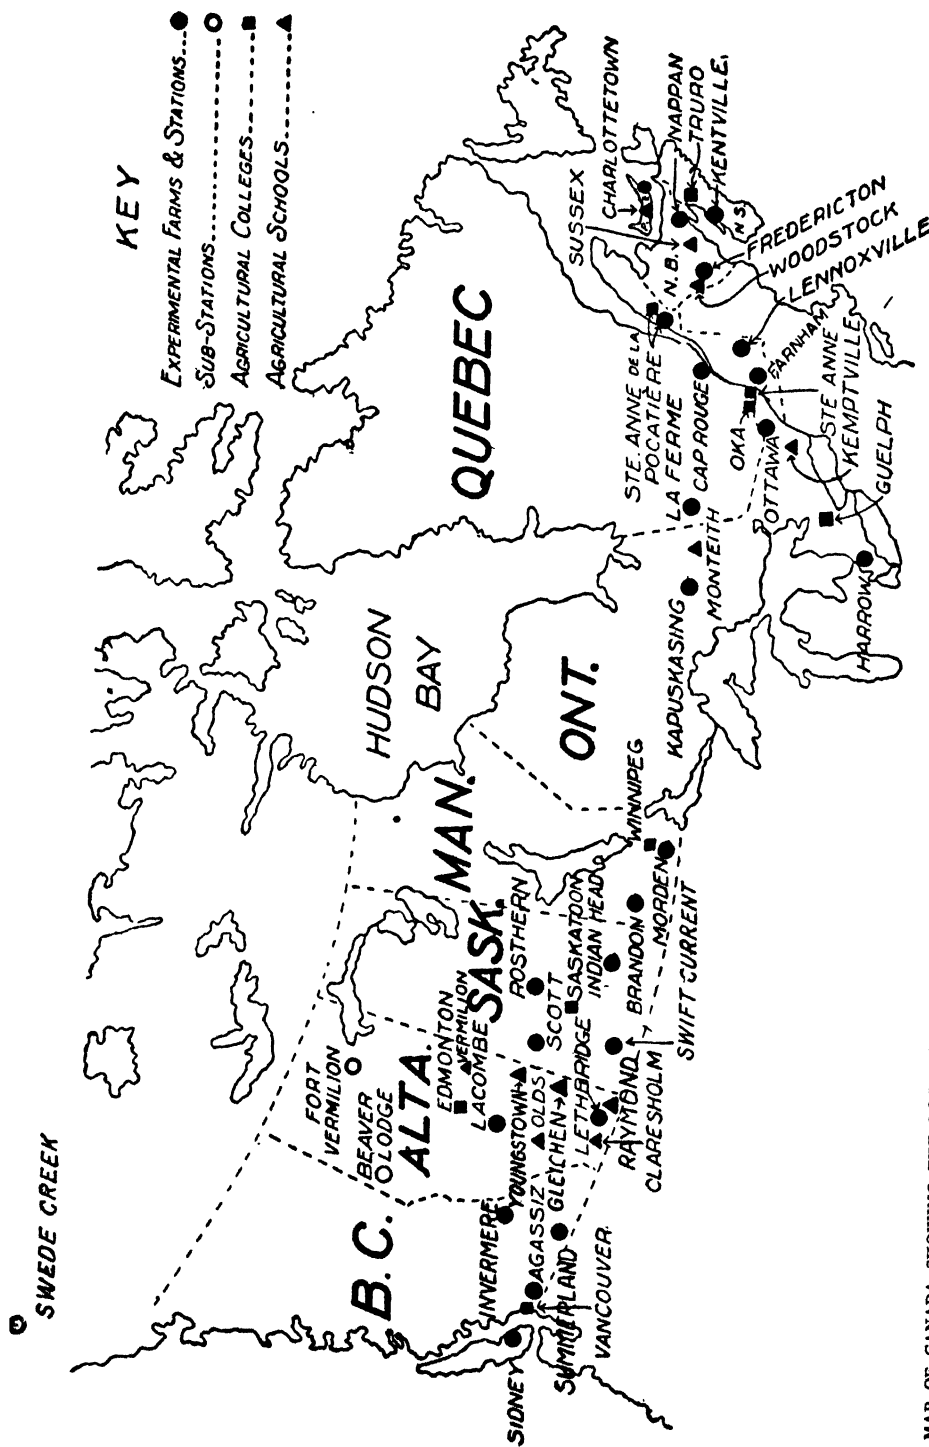 KEY
EXPERIMENTAL FARMS & STATIONS
SUB-STATIONS
AGRICULTURAL COLLEGES
AGRICULTURAL SCHOOLS
SWEDE CREEK
HUDSON
BAY
QUEBEC
B.C.
ALTA.
SASK.
MAN.
ONT.
N.B.
N S.
FORT
VERMILION
BEAVER
LODGE
EDMONTON
VERMILION
LACOMBE
ROSTHERN
SCOTT
SASKATOON
INDIAN HEAD
WINNIPEG
BRANDON
MORDEN
SWIFT CURRENT
INVERMERE
YOUNGSTOWN
OLDS
GLEICHEN
LETHBRIDGE
RAYMOND
CLARESHOLM
AGASSIZ
SUMMERLAND
VANCOUVER
SIDNEY
KAPUSKASING
MONTEITH
LA FERME
CAP ROUGE
STE. ANNE DE LA
POCATIÈRE
OKA
OTTAWA
FARNHAM
STE ANNE
KEMPTVILLE
GUELPH
HARROW
SUSSEX
CHARLOTTETOWN
NAPPAN
TRURO
KENTVILLE
FREDERICTON
WOODSTOCK
LENNOXVILLE